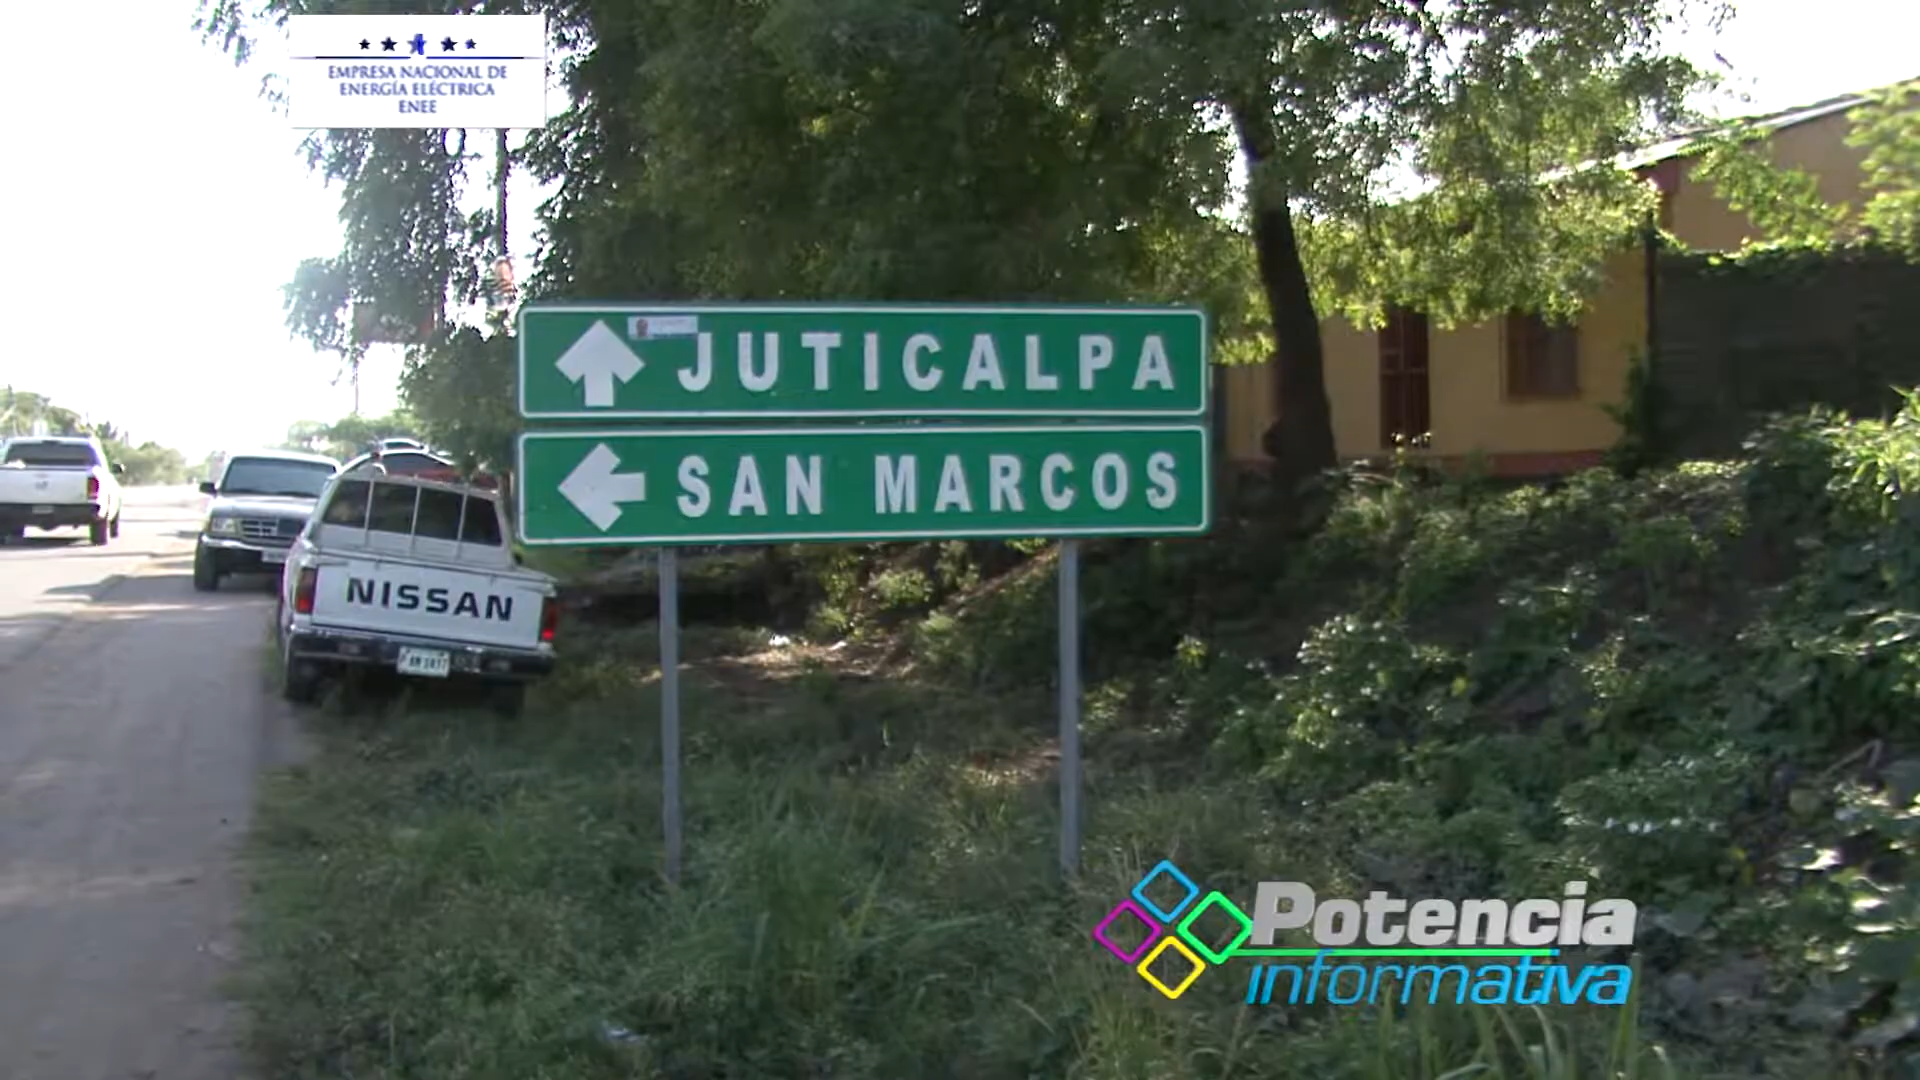 EMPRESA NACIONAL DE
ENERGÍA ELÉCTRICA
ENEE
JUTICALPA
SAN MARCOS
NISSAN
Potencia
informativa